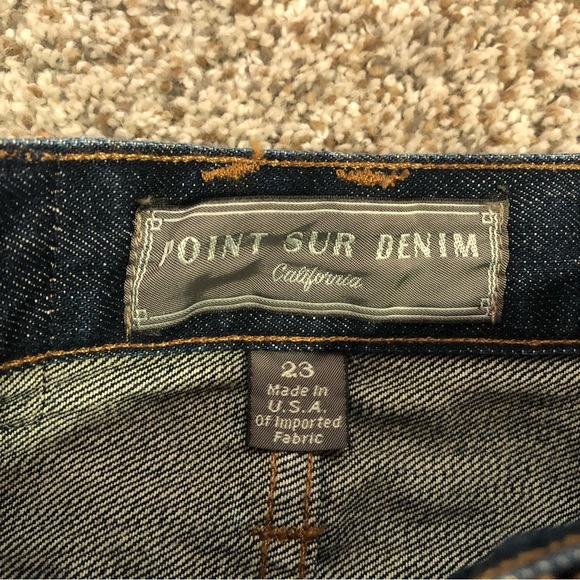 POINT SUR DENIM
California
23
Made in
U.S.A.
Of Imported
Fabric